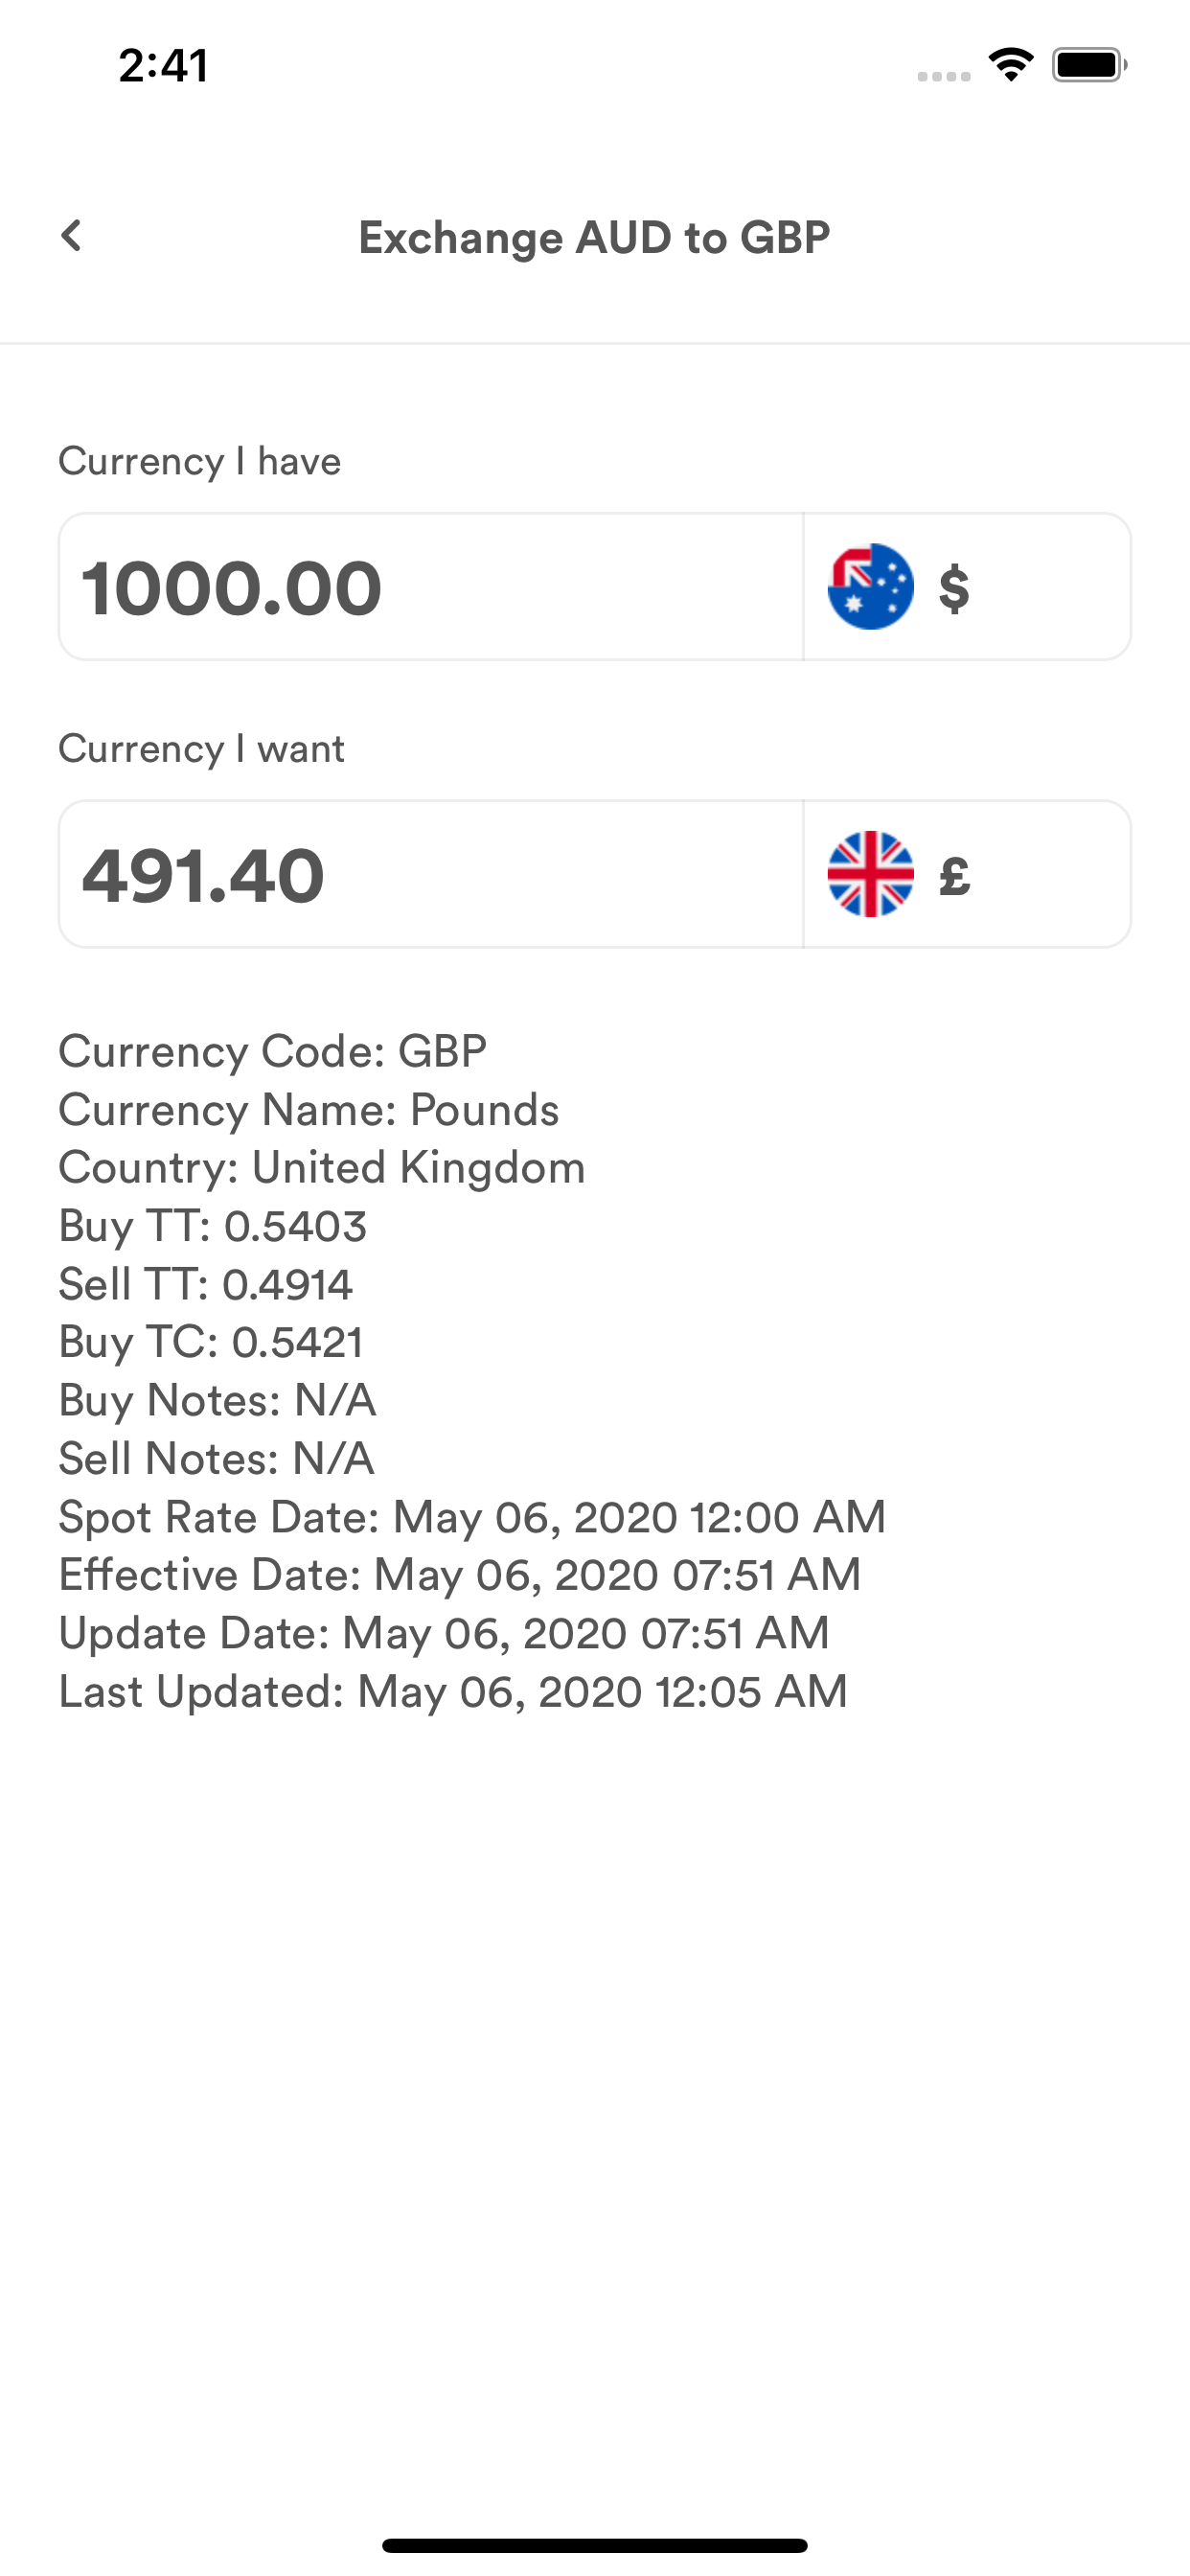 2:41
Exchange AUD to GBP
Currency I have
1000.00 $
Currency I want
491.40 £
Currency Code: GBP
Currency Name: Pounds
Country: United Kingdom
Buy TT: 0.5403
Sell TT: 0.4914
Buy TC: 0.5421
Buy Notes: N/A
Sell Notes: N/A
Spot Rate Date: May 06, 2020 12:00 AM
Effective Date: May 06, 2020 07:51 AM
Update Date: May 06, 2020 07:51 AM
Last Updated: May 06, 2020 12:05 AM